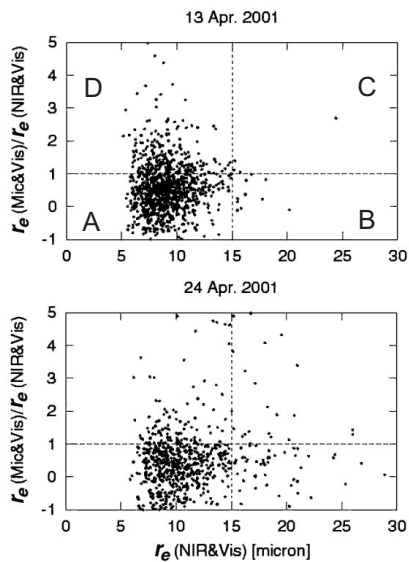 13 Apr. 2001
r_e (Mic&Vis)/r_e (NIR&Vis)
5
4
3
2
1
0
-1
D
C
A
B
0 5 10 15 20 25 30
24 Apr. 2001
r_e (Mic&Vis)/r_e (NIR&Vis)
5
4
3
2
1
0
-1
0 5 10 15 20 25 30
r_e (NIR&Vis) [micron]